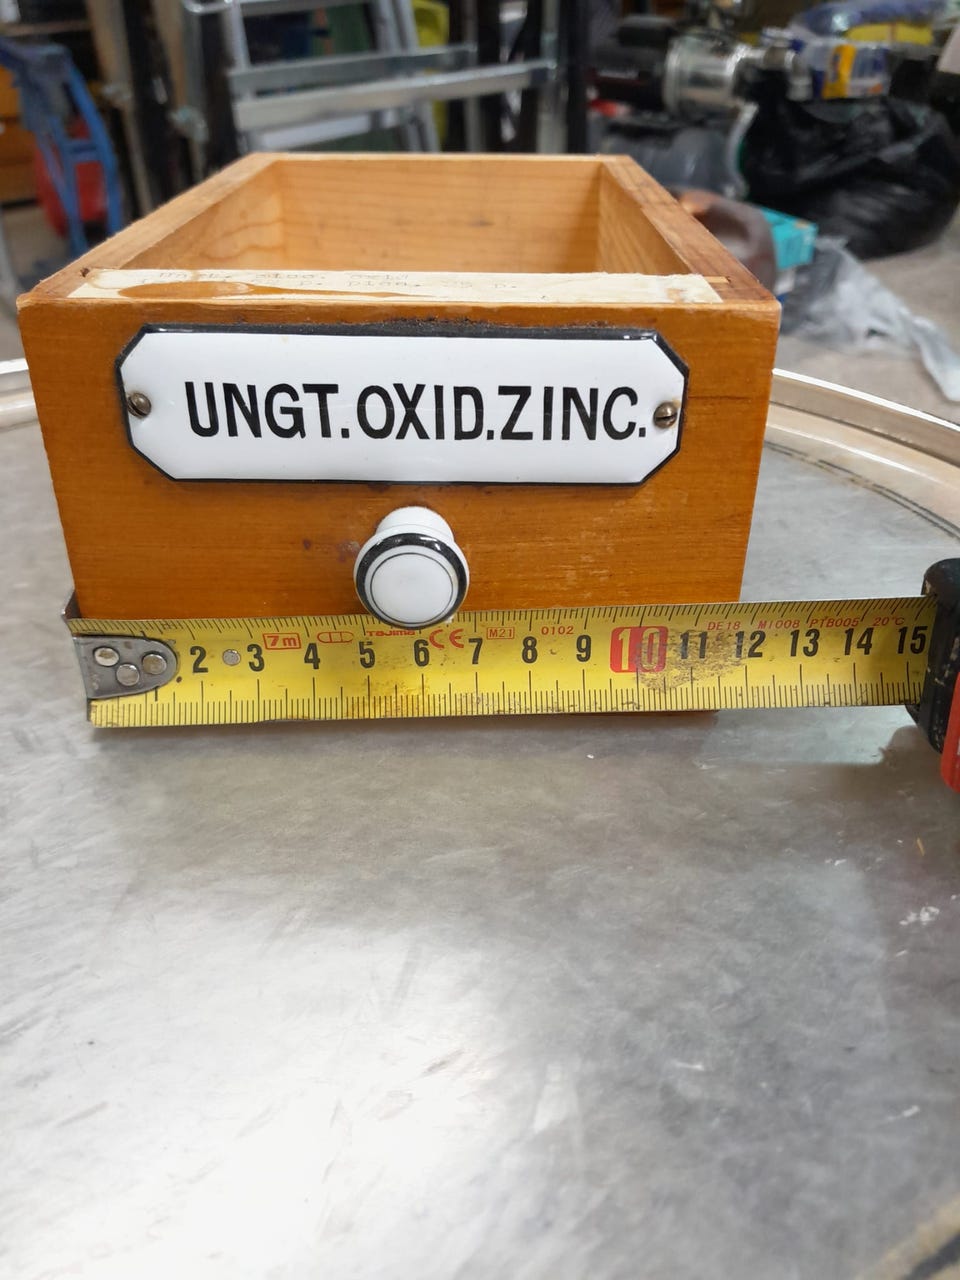 p. 25 p.
UNGT.OXID.ZINC.
7m Tajima CE M21 0102 DE18 M1008 PTB005 20°C
2 3 4 5 6 7 8 9 10 11 12 13 14 15